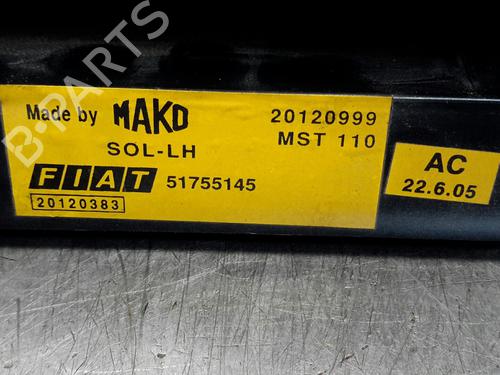 B-PARTS
Made by MAKO
20120999
SOL-LH
MST 110
FIAT 51755145
20120383
AC
22.6.05